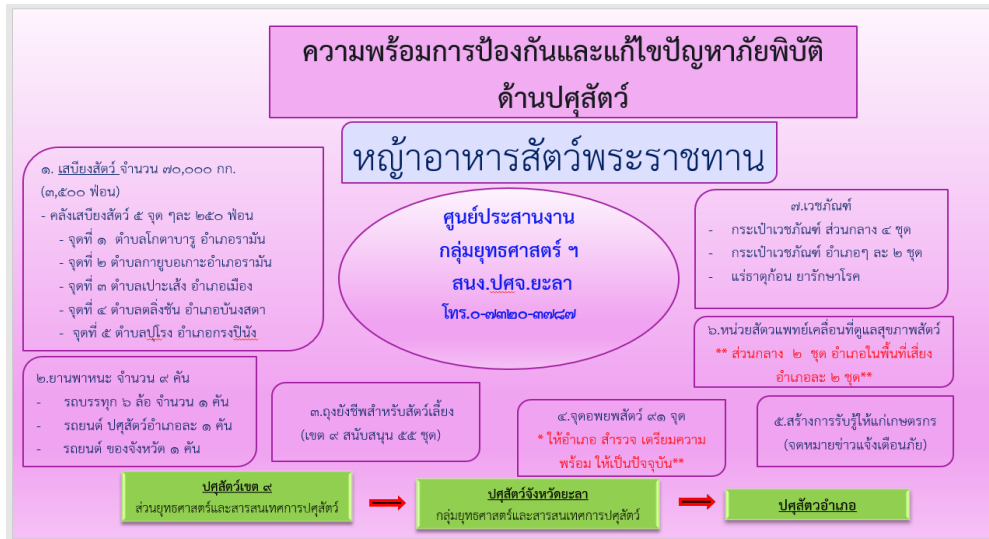 ความพร้อมการป้องกันและแก้ไขปัญหาภัยพิบัติ
ด้านปศุสัตว์
หญ้าอาหารสัตว์พระราชทาน
๑. เสบียงสัตว์ จำนวน ๗๐,๐๐๐ กก.
(๓,๕๐๐ ฟ่อน)
- คลังเสบียงสัตว์ ๕ จุด ๆละ ๒๕๐ ฟ่อน
- จุดที่ ๑ ตำบลโกตาบารู อำเภอรามัน
- จุดที่ ๒ ตำบลกายูบอเกาะอำเภอรามัน
- จุดที่ ๓ ตำบลเปาะเส้ง อำเภอเมือง
- จุดที่ ๔ ตำบลตลิ่งชัน อำเภอบันงสตา
- จุดที่ ๕ ตำบลปุโรง อำเภอกรงปินัง
ศูนย์ประสานงาน
กลุ่มยุทธศาสตร์ ฯ
สนง.ปศจ.ยะลา
โทร.๐-๗๓๒๐-๓๗๘๗
๗.เวชภัณฑ์
- กระเป๋าเวชภัณฑ์ ส่วนกลาง ๔ ชุด
- กระเป๋าเวชภัณฑ์ อำเภอๆ ละ ๒ ชุด
- แร่ธาตุก้อน ยารักษาโรค
๖.หน่วยสัตวแพทย์เคลื่อนที่ดูแลสุขภาพสัตว์
** ส่วนกลาง ๒ ชุด อำเภอในพื้นที่เสี่ยง
อำเภอละ ๒ ชุด**
๒.ยานพาหนะ จำนวน ๙ คัน
- รถบรรทุก ๖ ล้อ จำนวน ๑ คัน
- รถยนต์ ปศุสัตว์อำเภอละ ๑ คัน
- รถยนต์ ของจังหวัด ๑ คัน
๓.ถุงยังชีพสำหรับสัตว์เลี้ยง
(เขต ๙ สนับสนุน ๕๕ ชุด)
๔.จุดอพยพสัตว์ ๙๑ จุด
* ให้อำเภอ สำรวจ เตรียมความ
พร้อม ให้เป็นปัจจุบัน**
๕.สร้างการรับรู้ให้แก่เกษตรกร
(จดหมายข่าวแจ้งเตือนภัย)
ปศุสัตว์เขต ๙
ส่วนยุทธศาสตร์และสารสนเทศการปศุสัตว์
ปศุสัตว์จังหวัดยะลา
กลุ่มยุทธศาสตร์และสารสนเทศการปศุสัตว์
ปศุสัตวอำเภอ